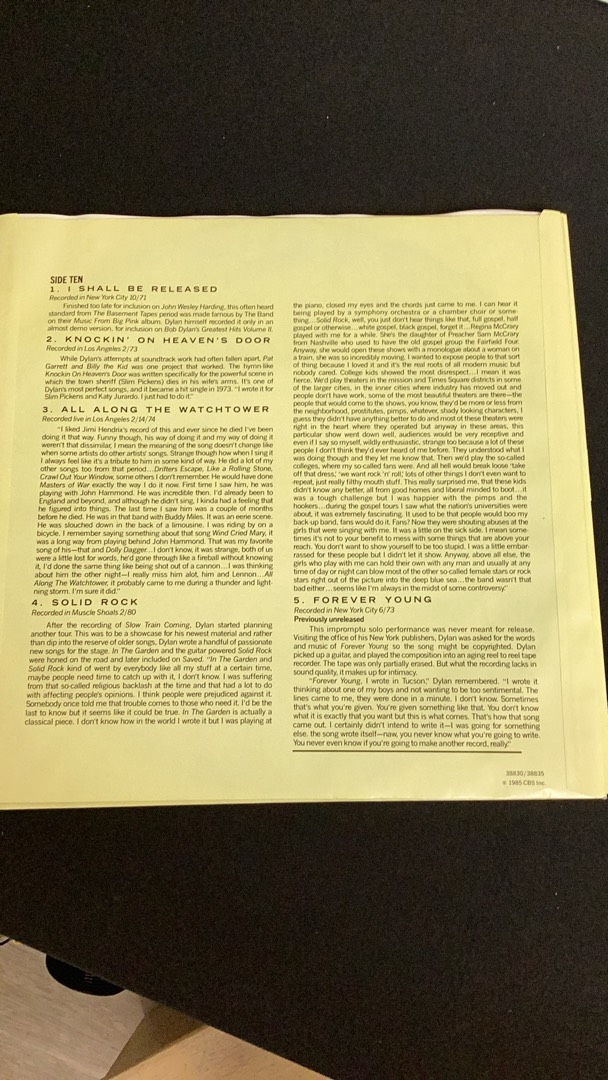 SIDE TEN
1. I SHALL BE RELEASED
Recorded in New York City 10/71
Finished too late for inclusion on John Wesley Harding, this often heard
standard from The Basement Tapes period was made famous by The Band
on their Music From Big Pink album. Dylan himself recorded it only in an
almost demo version, for inclusion on Bob Dylan's Greatest Hits Volume II.
2. KNOCKIN' ON HEAVEN'S DOOR
Recorded in Los Angeles 2/73
While Dylan's attempts at soundtrack work had often fallen apart, Pat
Garrett and Billy the Kid was one project that worked. The hymn-like
Knockin On Heaven's Door was written specifically for the powerful scene in
which the town sheriff (Slim Pickens) dies in his wife's arms. It's one of
Dylan's most perfect songs, and it became a hit single in 1973. "I wrote it for
Slim Pickens and Katy Jurardo. I just had to do it."
3. ALL ALONG THE WATCHTOWER
Recorded live in Los Angeles 2/14/74
"I liked Jimi Hendrix's record of this and ever since he died I've been
doing it that way. Funny though, his way of doing it and my way of doing it
weren't that dissimilar, I mean the meaning of the song doesn't change like
when some artists do other artists' songs. Strange though how when I sing it
I always feel like it's a tribute to him in some kind of way. He did a lot of my
other songs too from that period...Drifters Escape, Like a Rolling Stone,
Crawl Out Your Window, some others I don't remember. He would have done
Masters of War exactly the way I do it now. First time I saw him, he was
playing with John Hammond. He was incredible then. I'd already been to
England and beyond, and although he didn't sing, I kinda had a feeling that
he figured into things. The last time I saw him was a couple of months
before he died. He was in that band with Buddy Miles. It was an eerie scene.
He was slouched down in the back of a limousine. I was riding by on a
bicycle. I remember saying something about that song Wind Cried Mary, it
was a long way from playing behind John Hammond. That was my favorite
song of his—that and Dolly Dagger...I don't know, it was strange, both of us
were a little lost for words, he'd gone through like a fireball without knowing
it, I'd done the same thing like being shot out of a cannon...I was thinking
about him the other night—I really miss him alot, him and Lennon...All
Along The Watchtower, it probably came to me during a thunder and light-
ning storm. I'm sure it did."
4. SOLID ROCK
Recorded in Muscle Shoals 2/80
After the recording of Slow Train Coming, Dylan started planning
another tour. This was to be a showcase for his newest material and rather
than dip into the reserve of older songs, Dylan wrote a handful of passionate
new songs for the stage. In The Garden and the guitar powered Solid Rock
were honed on the road and later included on Saved. "In The Garden and
Solid Rock kind of went by everybody like all my stuff at a certain time,
maybe people need time to catch up with it, I don't know. I was suffering
from that so-called religious backlash at the time and that had a lot to do
with affecting people's opinions. I think people were prejudiced against it.
Somebody once told me that trouble comes to those who need it. I'd be the
last to know but it seems like it could be true. In The Garden is actually a
classical piece. I don't know how in the world I wrote it but I was playing at
the piano, closed my eyes and the chords just came to me. I can hear it
being played by a symphony orchestra or a chamber choir or some-
thing...Solid Rock, well, you just don't hear things like that, full gospel, half
gospel or otherwise...white gospel, black gospel, forget it...Regina McCrary
played with me for a while. She's the daughter of Preacher Sam McCrary
from Nashville who used to have the old gospel group the Fairfield Four.
Anyway, she would open these shows with a monologue about a woman on
a train, she was so incredibly moving. I wanted to expose people to that sort
of thing because I loved it and it's the real roots of all modern music but
nobody cared. College kids showed the most disrespect...I mean it was
fierce. We'd play theaters in the mission and Times Square districts in some
of the larger cities, in the inner cities where industry has moved out and
people don't have work, some of the most beautiful theaters are there—the
people that would come to the shows, you know, they'd be more or less from
the neighborhood, prostitutes, pimps, whatever, shady looking characters, I
guess they didn't have anything better to do and most of these theaters were
right in the heart where they operated but anyway in these areas, this
particular show went down well, audiences would be very receptive and
even if I say so myself, wildly enthusiastic, strange too because a lot of these
people I don't think they'd ever heard of me before. They understood what I
was doing though and they let me know that. Then we'd play the so-called
colleges, where my so-called fans were. And all hell would break loose 'take
off that dress,' 'we want rock 'n' roll,' lots of other things I don't even want to
repeat, just really filthy mouth stuff. This really surprised me, that these kids
didn't know any better, all from good homes and liberal minded to boot...it
was a tough challenge but I was happier with the pimps and the
hookers...during the gospel tours I saw what the nation's universities were
about, it was extremely fascinating. It used to be that people would boo my
back-up band, fans would do it. Fans? Now they were shouting abuses at the
girls that were singing with me. It was a little on the sick side. I mean some-
times it's not to your benefit to mess with some things that are above your
reach. You don't want to show yourself to be too stupid. I was a little embar-
rassed for these people but I didn't let it show. Anyway, above all else, the
girls who play with me can hold their own with any man and usually at any
time of day or night can blow most of the other so-called female stars or rock
stars right out of the picture into the deep blue sea...the band wasn't that
bad either...seems like I'm always in the midst of some controversy."
5. FOREVER YOUNG
Recorded in New York City 6/73
Previously unreleased
This impromptu solo performance was never meant for release.
Visiting the office of his New York publishers, Dylan was asked for the words
and music of Forever Young so the song might be copyrighted. Dylan
picked up a guitar, and played the composition into an aging reel to reel tape
recorder. The tape was only partially erased. But what the recording lacks in
sound quality, it makes up for intimacy.
"Forever Young, I wrote in Tucson," Dylan remembered. "I wrote it
thinking about one of my boys and not wanting to be too sentimental. The
lines came to me, they were done in a minute. I don't know. Sometimes
that's what you're given. You're given something like that. You don't know
what it is exactly that you want but this is what comes. That's how that song
came out. I certainly didn't intend to write it—I was going for something
else, the song wrote itself—naw, you never know what you're going to write.
You never even know if you're going to make another record, really."
38830/38835
© 1985 CBS Inc.